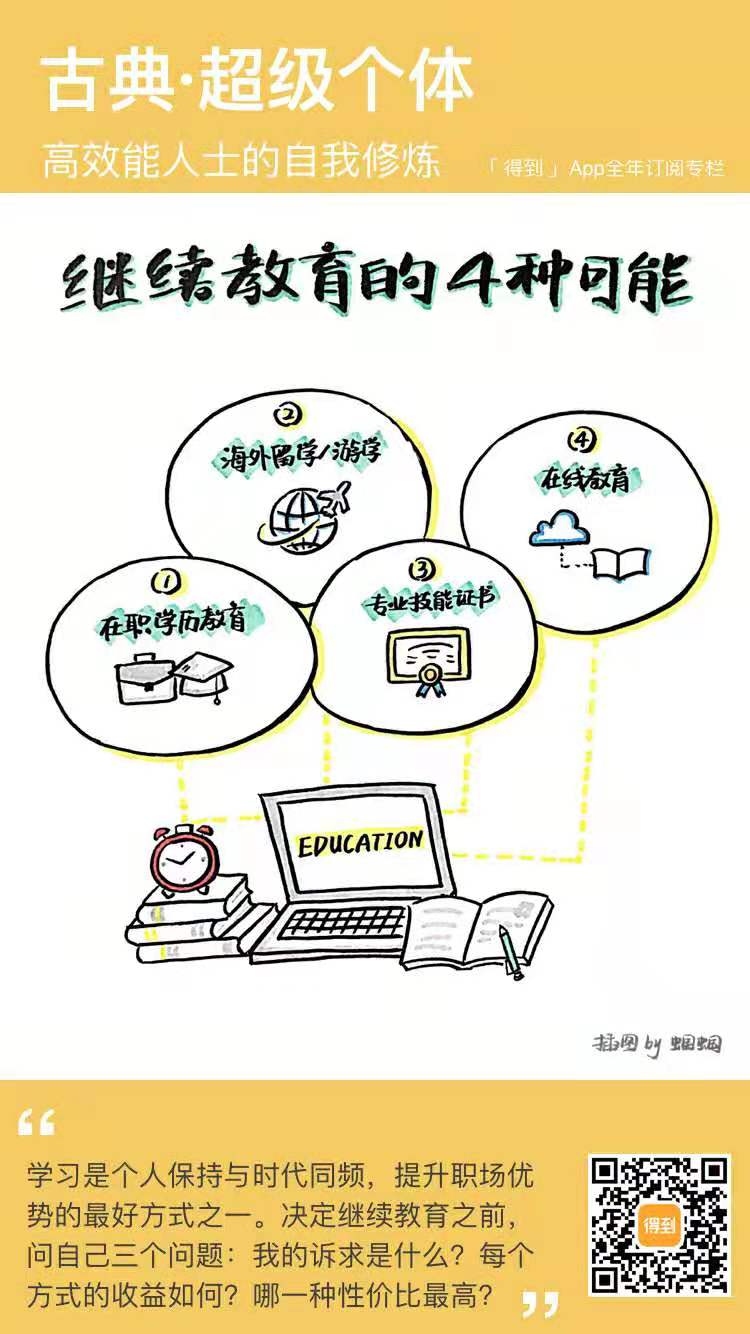 古典·超级个体
高效能人士的自我修炼
「得到」App全年订阅专栏
继续教育的4种可能
②
海外留学/游学
④
在线教育
①
在职学历教育
③
专业技能证书
EDUCATION
插图 by 蝈蝈
“
学习是个人保持与时代同频，提升职场优
势的最好方式之一。决定继续教育之前，
问自己三个问题：我的诉求是什么？每个
方式的收益如何？哪一种性价比最高？
”
得到